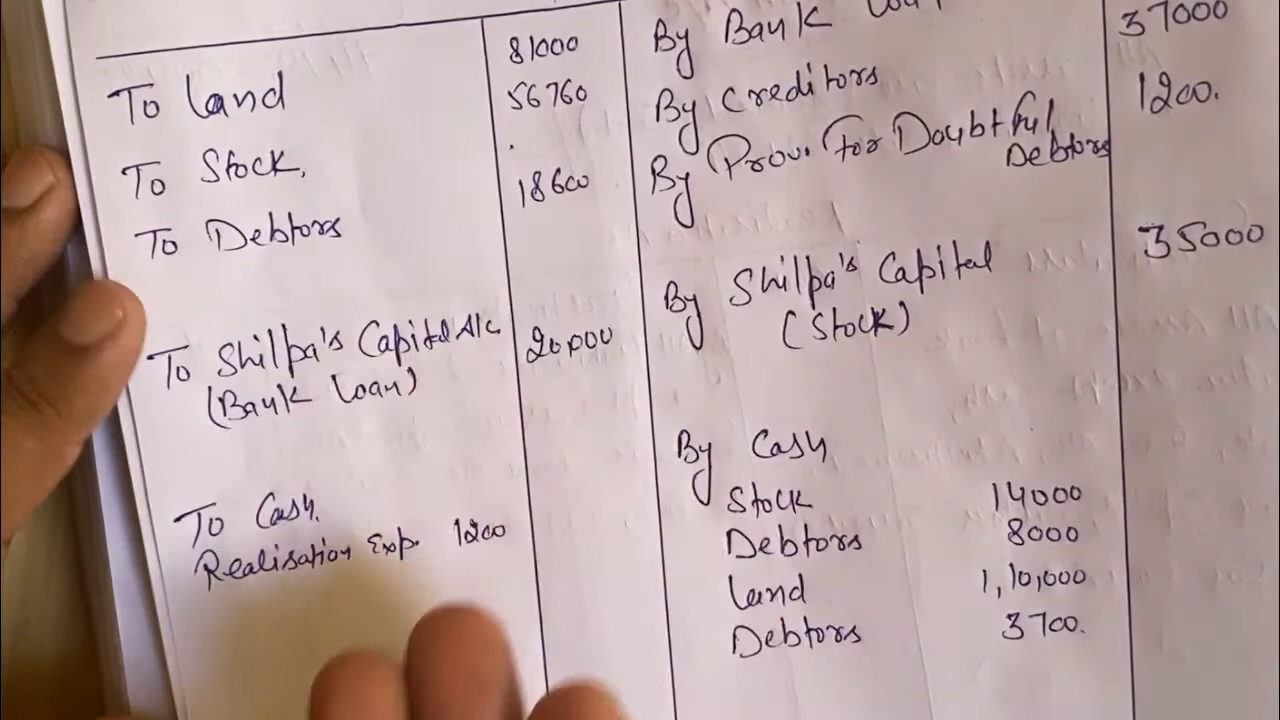 81000
To Land
56760
To Stock.
18600
To Debtors
To Shilpa's Capital A/c 20,000
(Bank Loan)
To Cash.
Realisation Exp. 1200
By Bank
37000
By Creditors
1200.
By Prov. For Doubtful
Debtors
By Shilpa's Capital 35000
(Stock)
By Cash
Stock 14000
Debtors 8000
Land 1,10,000
Debtors 3700.